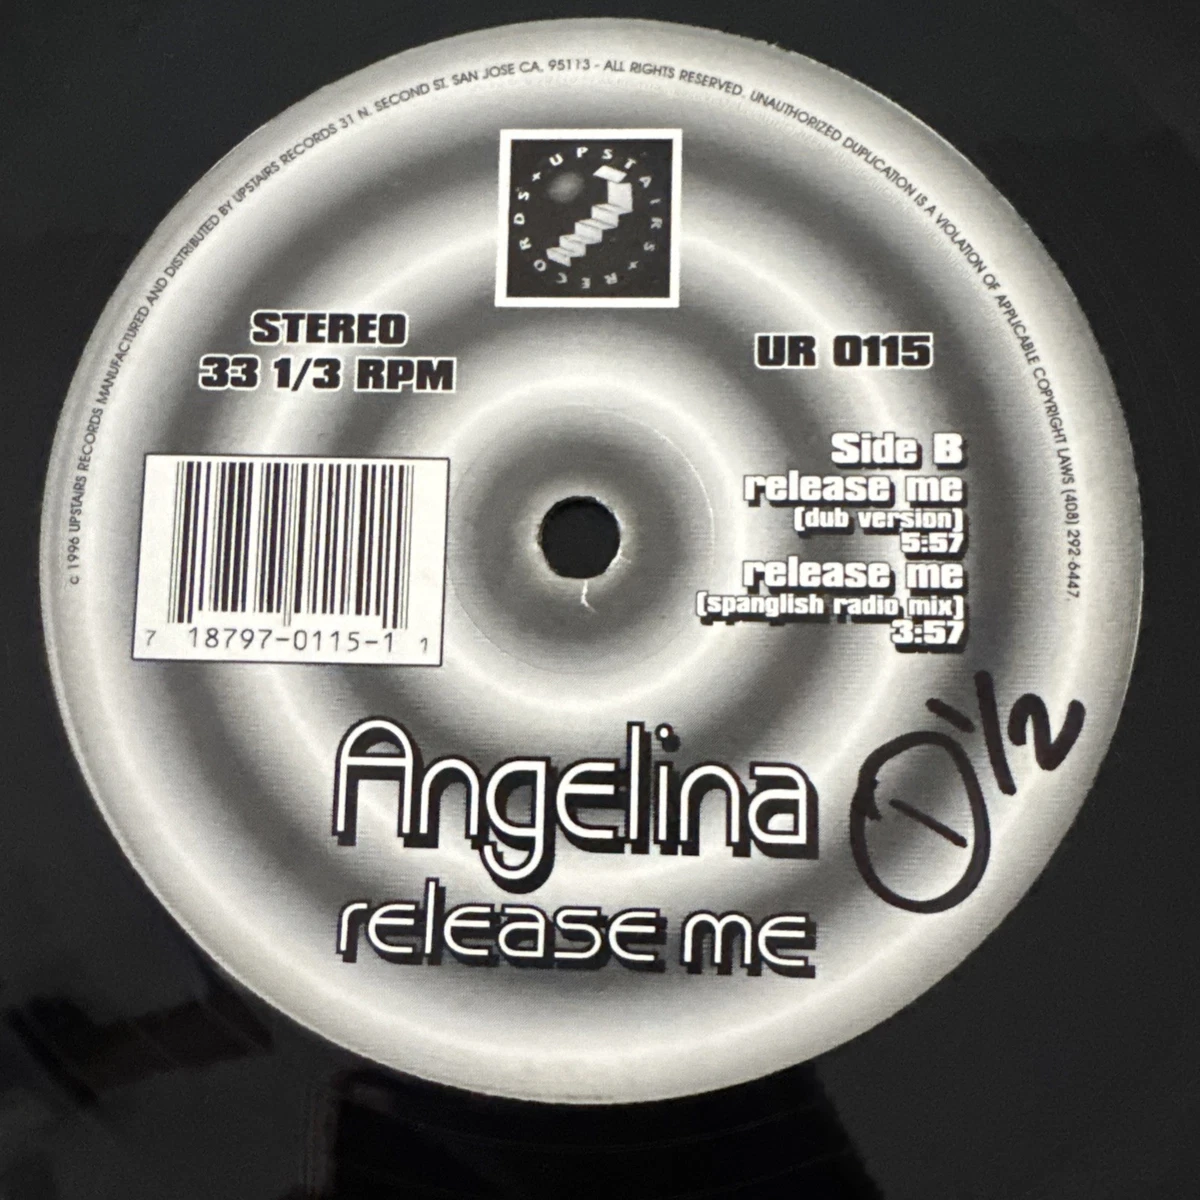 c 1996 UPSTAIRS RECORDS MANUFACTURED AND DISTRIBUTED BY UPSTAIRS RECORDS 31 N. SECOND ST. SAN JOSE CA. 95113 - ALL RIGHTS RESERVED. UNAUTHORIZED DUPLICATION IS A VIOLATION OF APPLICABLE COPYRIGHT LAWS (408) 292-6447.
UPSTAIRS x RECORDS x
STEREO
33 1/3 RPM
UR 0115
Side B
release me
(dub version)
5:57
release me
(spanglish radio mix)
3:57
7 18797-0115-1 1
Angelina
release me
1 1/2